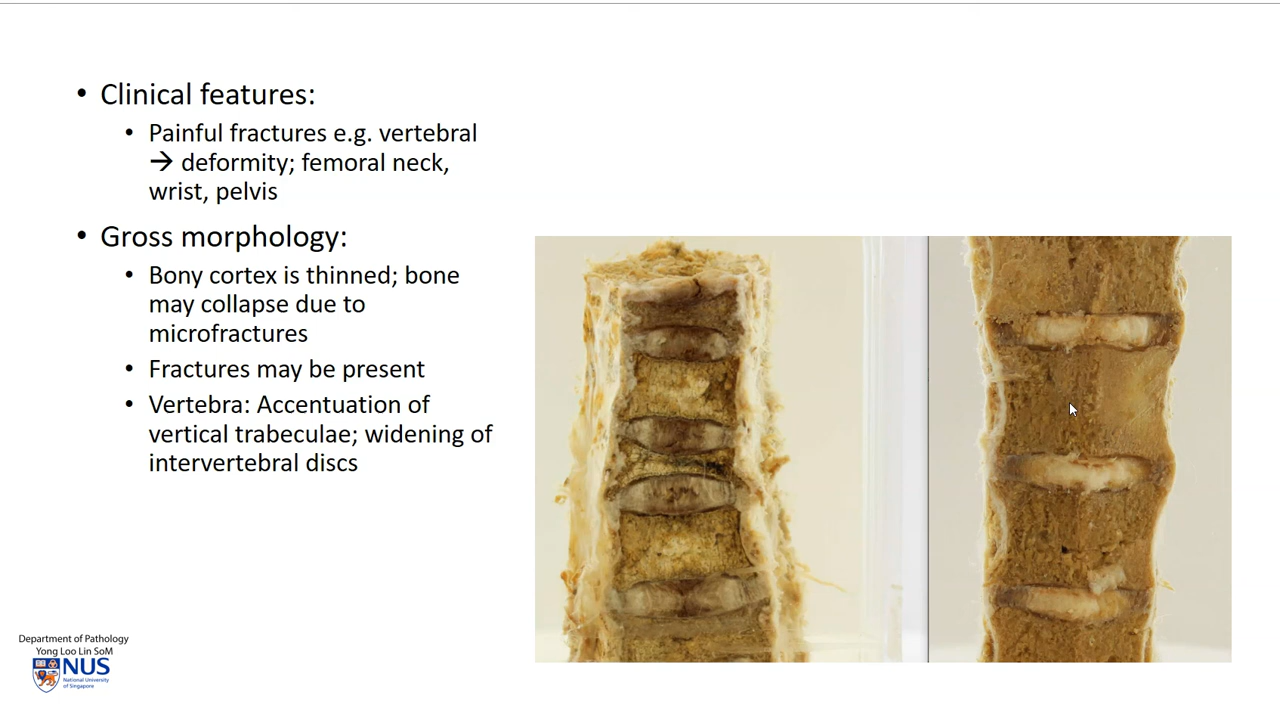 • Clinical features:
• Painful fractures e.g. vertebral
→ deformity; femoral neck,
wrist, pelvis
• Gross morphology:
• Bony cortex is thinned; bone
may collapse due to
microfractures
• Fractures may be present
• Vertebra: Accentuation of
vertical trabeculae; widening of
intervertebral discs
Department of Pathology
Yong Loo Lin SoM
NUS
National University
of Singapore